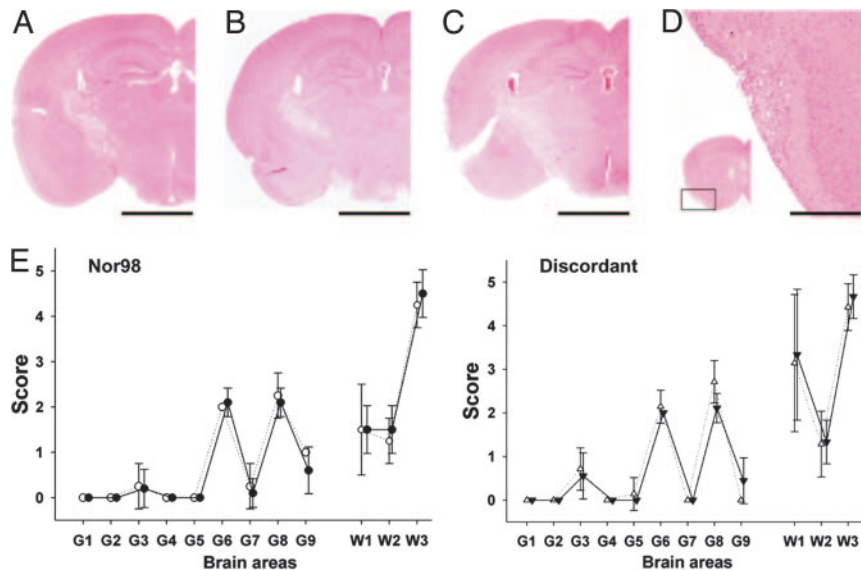 A
B
C
D
E
Nor98
Discordant
5
4
3
2
1
0
Score
G1 G2 G3 G4 G5 G6 G7 G8 G9 W1 W2 W3
Brain areas
5
4
3
2
1
0
Score
G1 G2 G3 G4 G5 G6 G7 G8 G9 W1 W2 W3
Brain areas